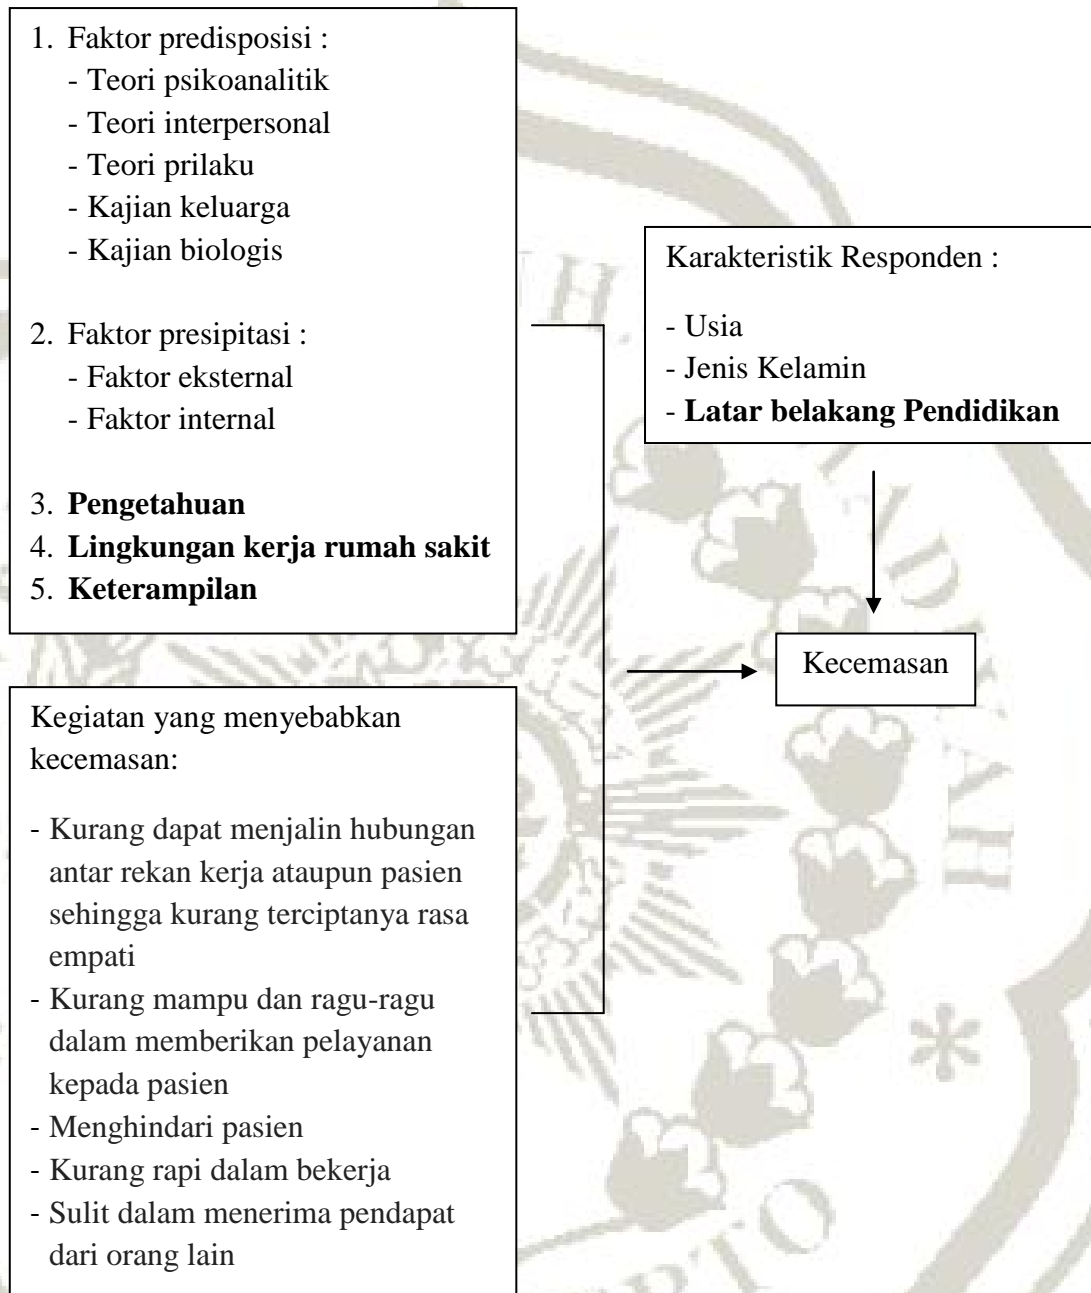 1. Faktor predisposisi :
- Teori psikoanalitik
- Teori interpersonal
- Teori prilaku
- Kajian keluarga
- Kajian biologis
2. Faktor presipitasi :
- Faktor eksternal
- Faktor internal
3. Pengetahuan
4. Lingkungan kerja rumah sakit
5. Keterampilan
Kegiatan yang menyebabkan
kecemasan:
- Kurang dapat menjalin hubungan
antar rekan kerja ataupun pasien
sehingga kurang terciptanya rasa
empati
- Kurang mampu dan ragu-ragu
dalam memberikan pelayanan
kepada pasien
- Menghindari pasien
- Kurang rapi dalam bekerja
- Sulit dalam menerima pendapat
dari orang lain
Karakteristik Responden :
- Usia
- Jenis Kelamin
- Latar belakang Pendidikan
Kecemasan